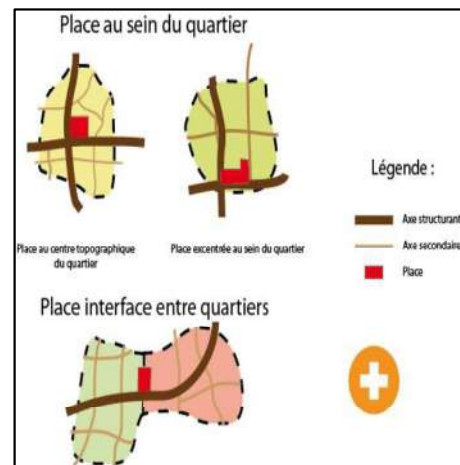 Place au sein du quartier
Légende :
Axe structurant
Axe secondaire
Place
Place au centre topographique
du quartier
Place excentrée au sein du quartier
Place interface entre quartiers